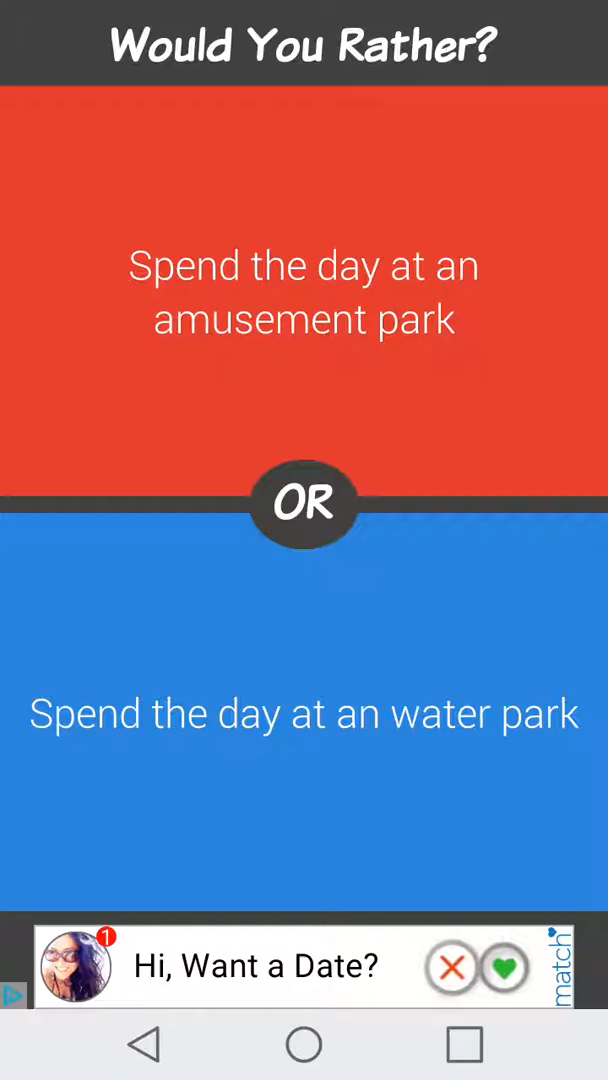 Would You Rather?
Spend the day at an
amusement park
OR
Spend the day at an water park
1
Hi, Want a Date?
match